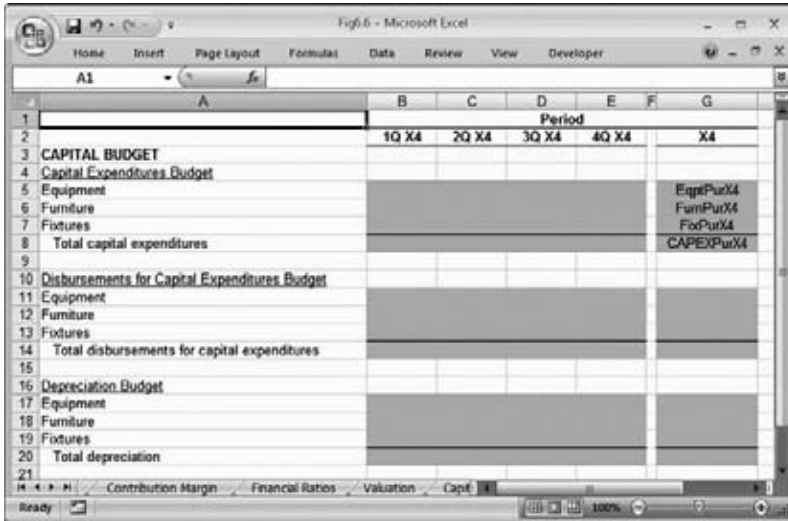 Fig6.6 - Microsoft Excel
Home Insert Page Layout Formulas Data Review View Developer
A1 fx
A B C D E F G
1 Period
2 1Q X4 2Q X4 3Q X4 4Q X4 X4
3 CAPITAL BUDGET
4 Capital Expenditures Budget
5 Equipment EqptPurX4
6 Furniture FurnPurX4
7 Fixtures FixPurX4
8 Total capital expenditures CAPEXPurX4
9
10 Disbursements for Capital Expenditures Budget
11 Equipment
12 Furniture
13 Fixtures
14 Total disbursements for capital expenditures
15
16 Depreciation Budget
17 Equipment
18 Furniture
19 Fixtures
20 Total depreciation
21
Contribution Margin Financial Ratios Valuation Capit
Ready 100%